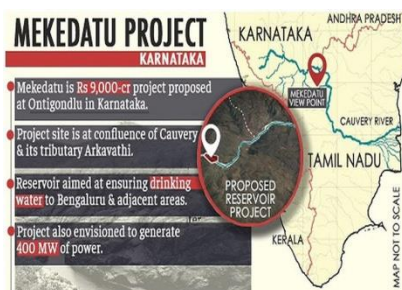 MEKEDATU PROJECT
KARNATAKA
Mekedatu is Rs 9,000-cr project proposed
at Ontigondlu in Karnataka.
Project site is at confluence of Cauvery
& its tributary Arkavathi.
Reservoir aimed at ensuring drinking
water to Bengaluru & adjacent areas.
Project also envisioned to generate
400 MW of power.
KARNATAKA
ANDHRA PRADESH
MEKEDATU
VIEW POINT
CAUVERY RIVER
TAMIL NADU
PROPOSED
RESERVOIR
PROJECT
KERALA
MAP NOT TO SCALE